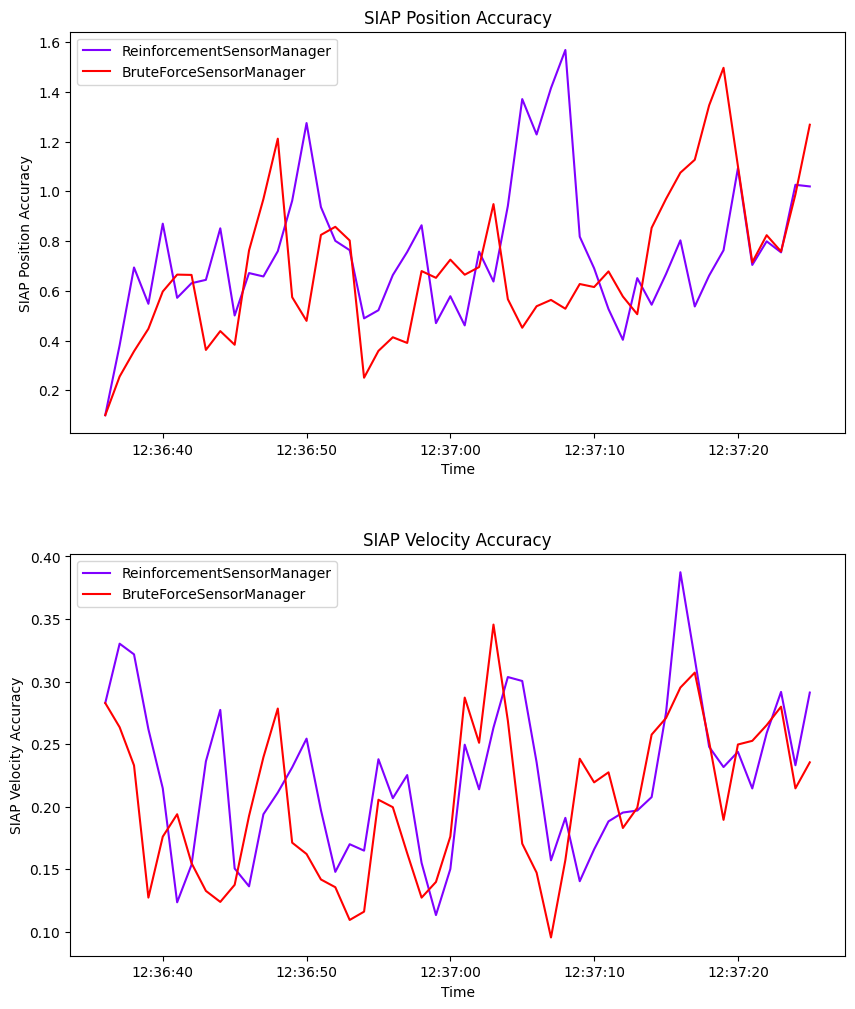 SIAP Position Accuracy
ReinforcementSensorManager
BruteForceSensorManager
SIAP Position Accuracy
1.6
1.4
1.2
1.0
0.8
0.6
0.4
0.2
12:36:40 12:36:50 12:37:00 12:37:10 12:37:20
Time
SIAP Velocity Accuracy
ReinforcementSensorManager
BruteForceSensorManager
SIAP Velocity Accuracy
0.40
0.35
0.30
0.25
0.20
0.15
0.10
12:36:40 12:36:50 12:37:00 12:37:10 12:37:20
Time